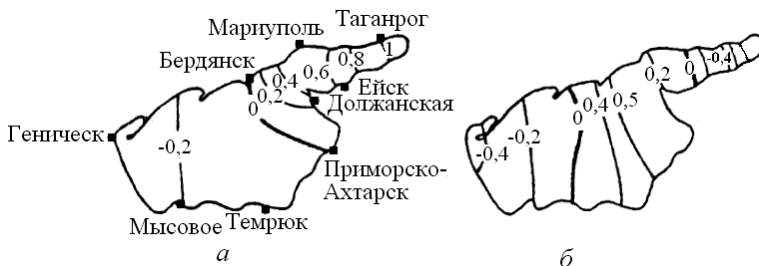 Таганрог
Мариуполь
Бердянск
0,8
1
0,6
0,4
0,2
0
Ейск
Должанская
Геническ
-0,2
Приморско-
Ахтарск
Мысовое
Темрюк
а
-0,4
0
0,2
0,5
0,4
0
-0,2
-0,4
б